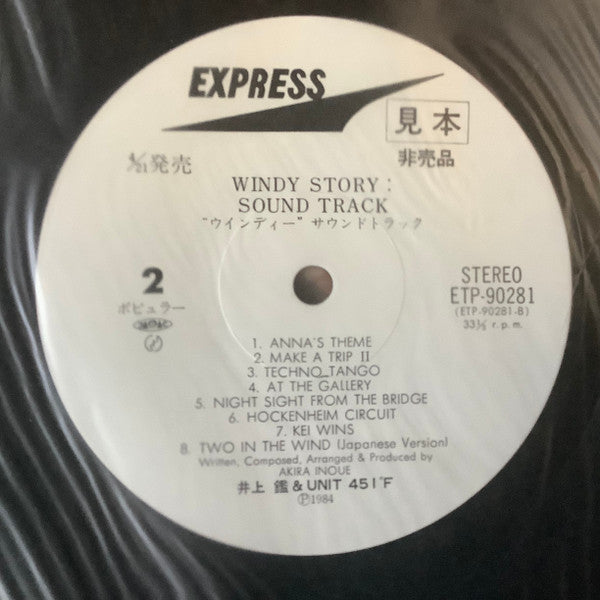 EXPRESS
見本
非売品
発売
WINDY STORY :
SOUND TRACK
“ウインディー” サウンドトラック
2
ポピュラー
STEREO
ETP-90281
(ETP-90281-B)
33⅓ r.p.m.
1. ANNA'S THEME
2. MAKE A TRIP II
3. TECHNO TANGO
4. AT THE GALLERY
5. NIGHT SIGHT FROM THE BRIDGE
6. HOCKENHEIM CIRCUIT
7. KEI WINS
8. TWO IN THE WIND (Japanese Version)
Written, Composed, Arranged & Produced by
AKIRA INOUE
井上 鑑 & UNIT 451°F
Ⓟ1984